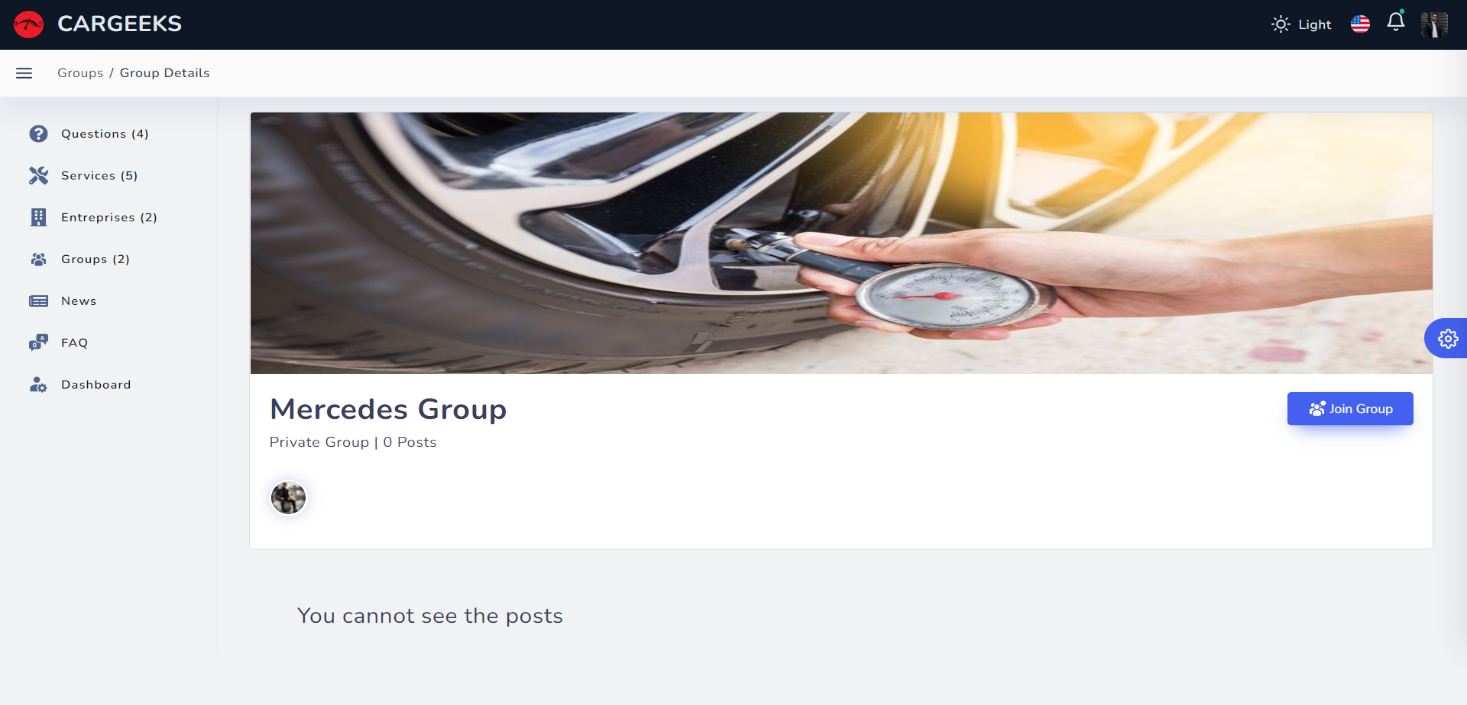 CARGEEKS
Light
Groups / Group Details
Questions (4)
Services (5)
Entreprises (2)
Groups (2)
News
FAQ
Dashboard
Mercedes Group
Join Group
Private Group | 0 Posts
You cannot see the posts